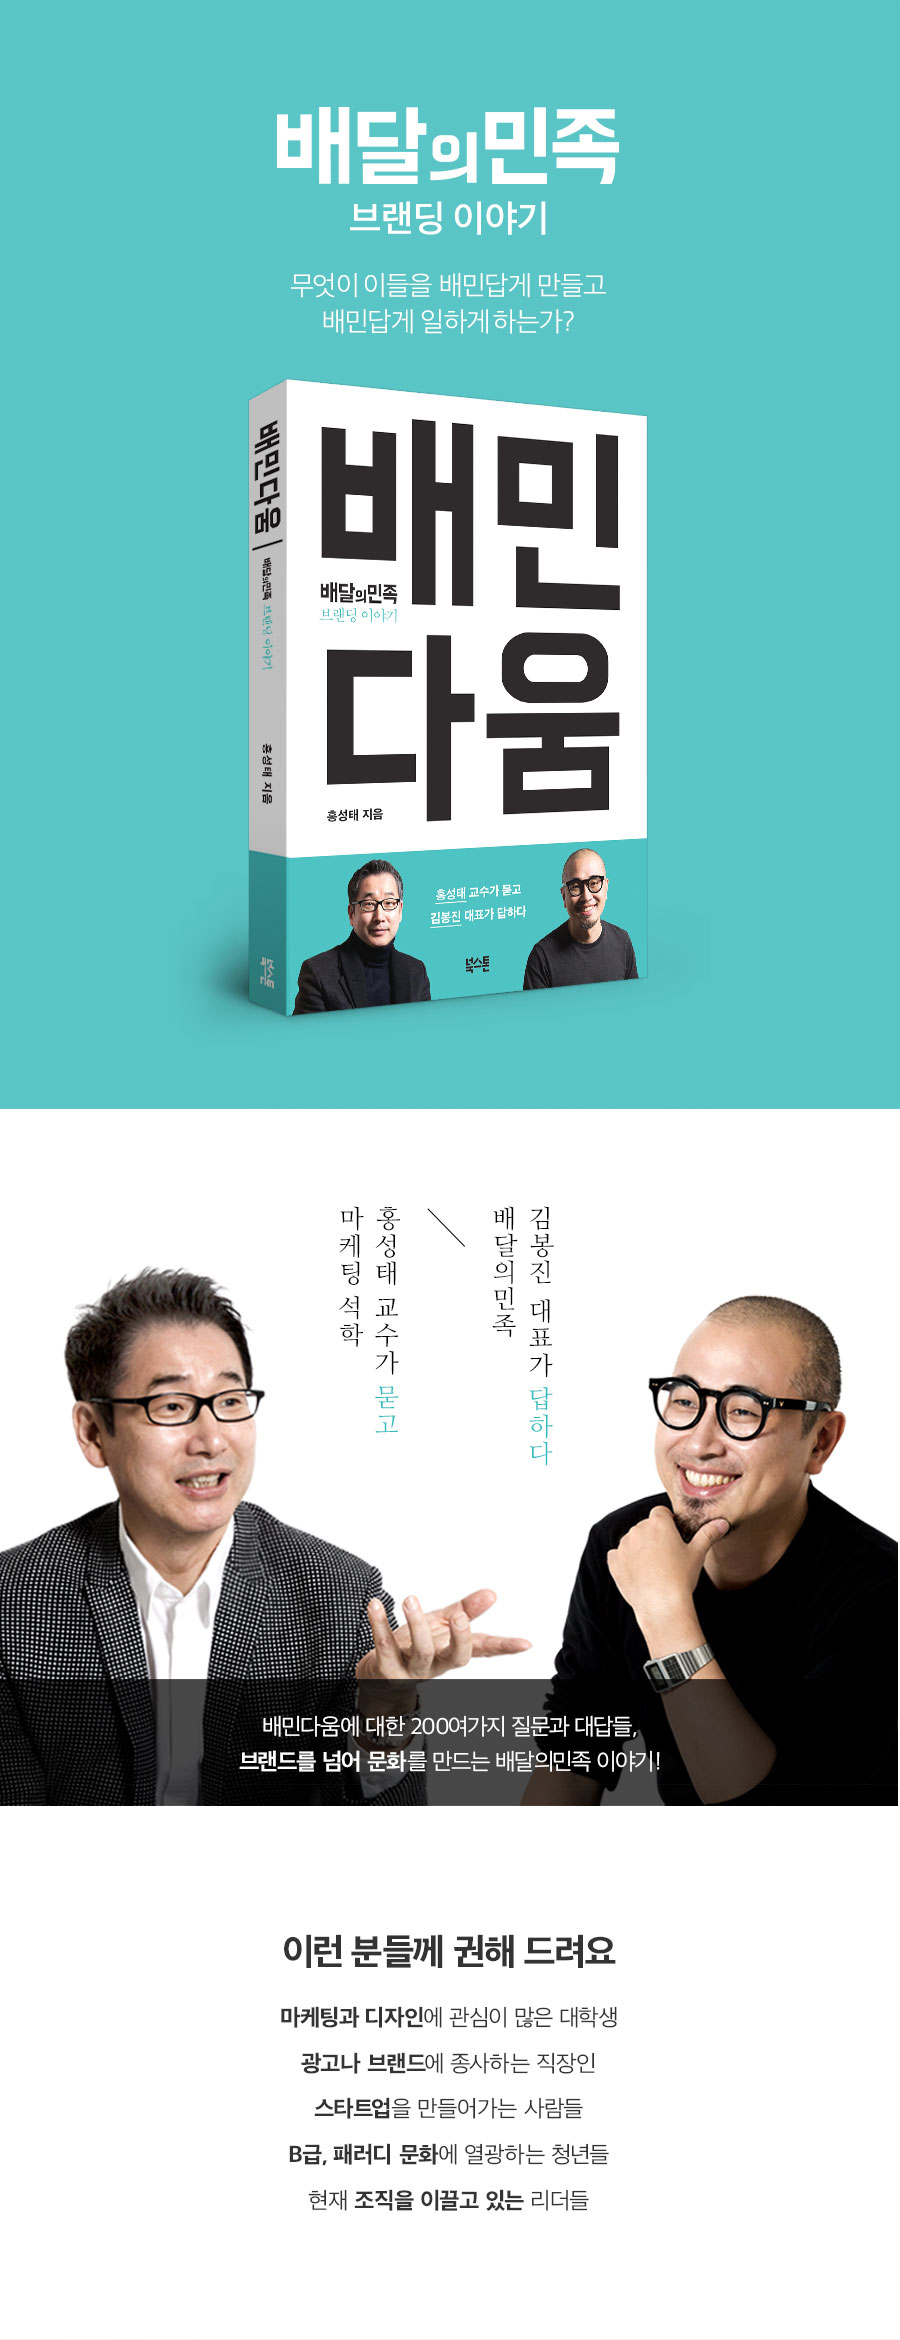 배달의민족
브랜딩 이야기
무엇이 이들을 배민답게 만들고
배민답게 일하게하는가?
배민다움
배달의민족 브랜딩 이야기
홍성태 지음
북스톤
배민
배달의민족
브랜딩 이야기
다움
홍성태 지음
홍성태 교수가 묻고
김봉진 대표가 답하다
북스톤
마케팅 석학
홍성태 교수가 묻고
배달의민족
김봉진 대표가 답하다
배민다움에 대한 200여가지 질문과 대답들,
브랜드를 넘어 문화를 만드는 배달의민족 이야기!
이런 분들께 권해 드려요
마케팅과 디자인에 관심이 많은 대학생
광고나 브랜드에 종사하는 직장인
스타트업을 만들어가는 사람들
B급, 패러디 문화에 열광하는 청년들
현재 조직을 이끌고 있는 리더들